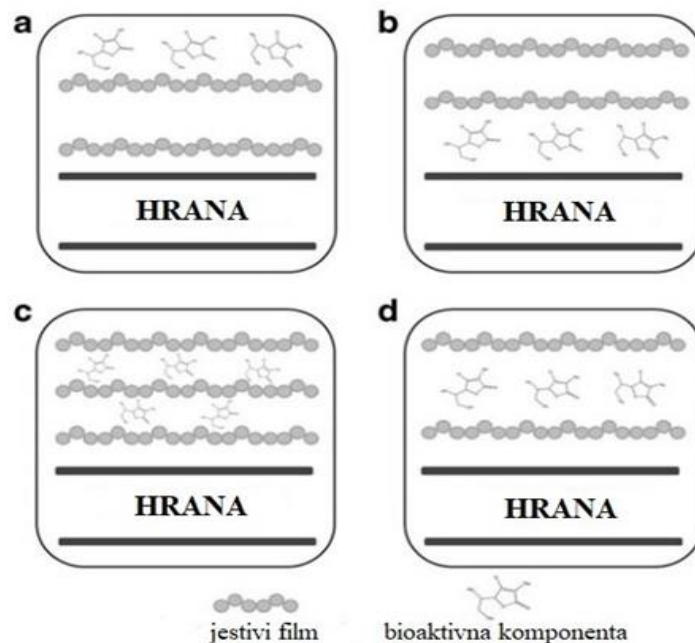 a
b
HRANA
HRANA
c
d
HRANA
HRANA
jestivi film
bioaktivna komponenta